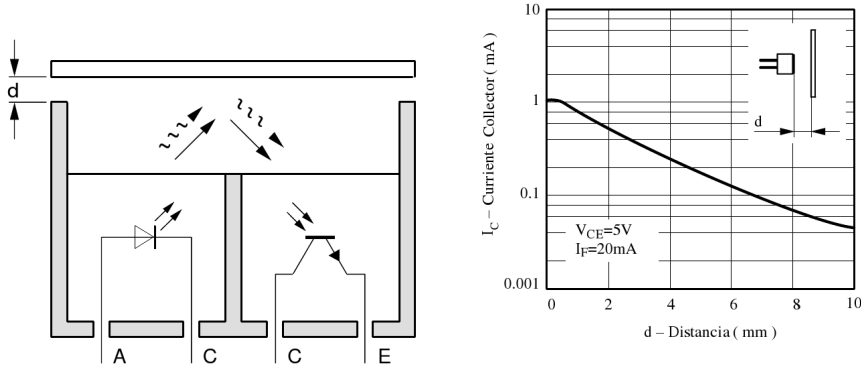 d
A
C
C
E
10
1
0.1
0.001
I_C – Curriente Collector ( mA )
d
V_CE=5V
I_F=20mA
0
2
4
6
8
10
d – Distancia ( mm )